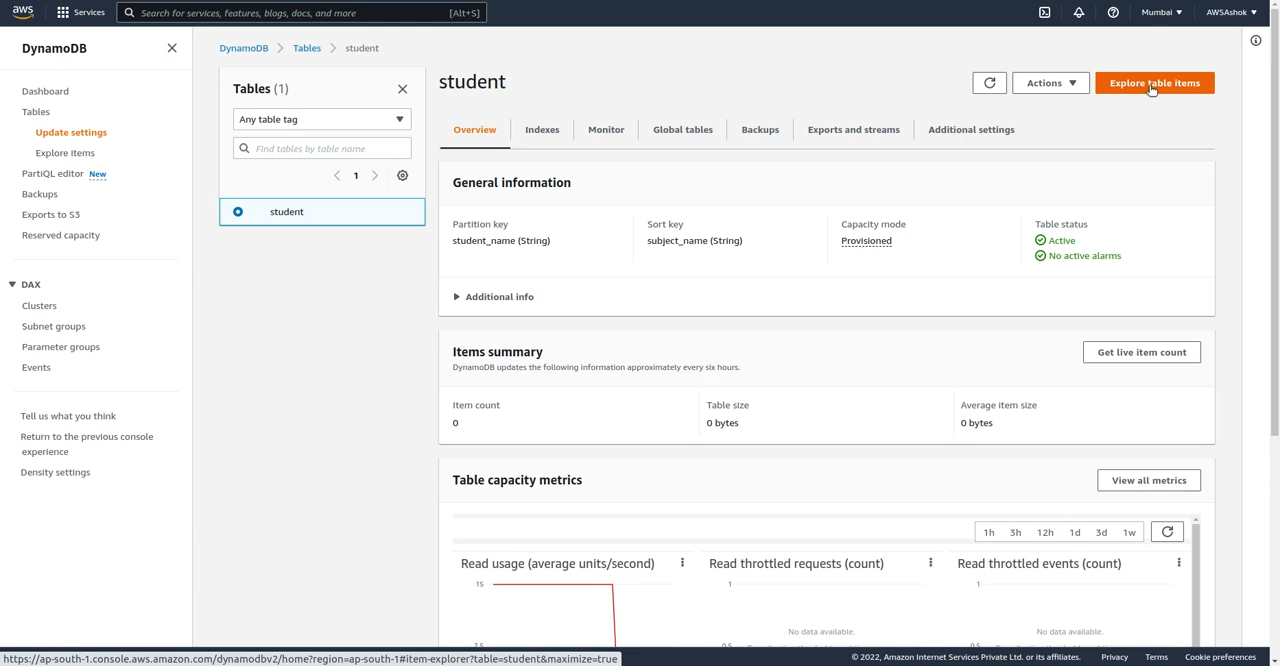 aws Services Search for services, features, blogs, docs, and more [Alt+S] Mumbai ▼ AWSAshok ▼
DynamoDB
Dashboard
Tables
Update settings
Explore items
PartiQL editor New
Backups
Exports to S3
Reserved capacity
DAX
Clusters
Subnet groups
Parameter groups
Events
Tell us what you think
Return to the previous console
experience
Density settings
DynamoDB > Tables > student
Tables (1)
Any table tag
Find tables by table name
1
student
student
Actions ▼ Explore table items
Overview Indexes Monitor Global tables Backups Exports and streams Additional settings
General information
Partition key Sort key Capacity mode Table status
student_name (String) subject_name (String) Provisioned Active
No active alarms
Additional info
Items summary Get live item count
DynamoDB updates the following information approximately every six hours.
Item count Table size Average item size
0 0 bytes 0 bytes
Table capacity metrics View all metrics
1h 3h 12h 1d 3d 1w
Read usage (average units/second) Read throttled requests (count) Read throttled events (count)
15 1 1
No data available. No data available.
7.5 0.5 0.5
https://ap-south-1.console.aws.amazon.com/dynamodbv2/home?region=ap-south-1#item-explorer?table=student&maximize=true © 2022, Amazon Internet Services Private Ltd. or its affiliates. Privacy Terms Cookie preferences